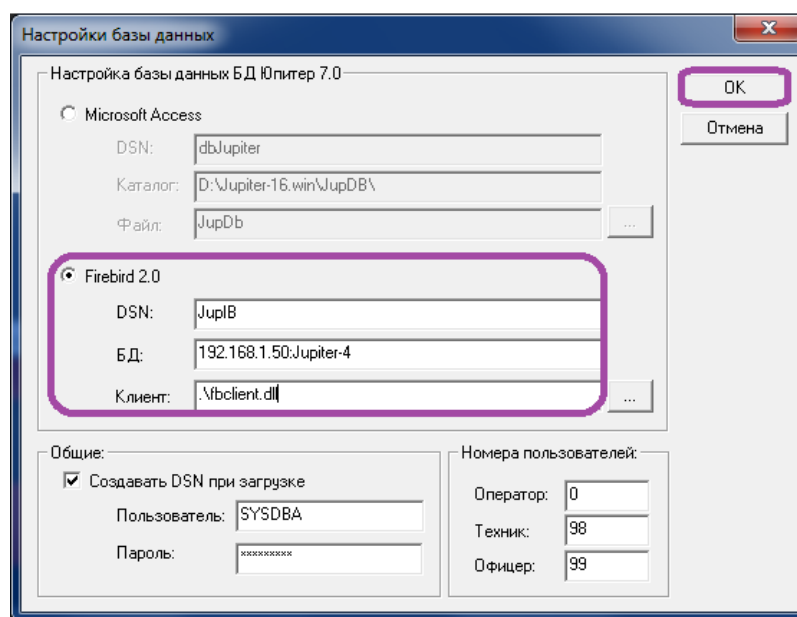 Настройки базы данных
Настройка базы данных БД Юпитер 7.0
OK
Microsoft Access
Отмена
DSN: dbJupiter
Каталог: D:\Jupiter-16.win\JupDB\
Файл: JupDb ...
Firebird 2.0
DSN: JupIB
БД: 192.168.1.50:Jupiter-4
Клиент: .\fbclient.dll ...
Общие:
Создавать DSN при загрузке
Пользователь: SYSDBA
Пароль: ×××××××××
Номера пользователей:
Оператор: 0
Техник: 98
Офицер: 99